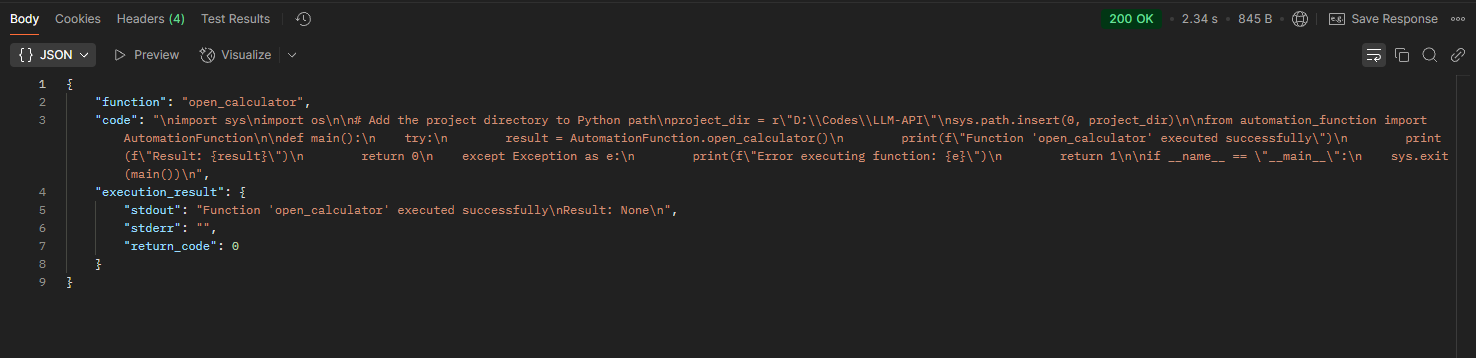 Body Cookies Headers (4) Test Results 200 OK • 2.34 s • 845 B • e.g. Save Response
{} JSON Preview Visualize
1 {
2 "function": "open_calculator",
3 "code": "\nimport sys\nimport os\n\n# Add the project directory to Python path\nproject_dir = r\"D:\\Codes\\LLM-API\"\nsys.path.insert(0, project_dir)\n\nfrom automation_function import
AutomationFunction\n\ndef main():\n    try:\n        result = AutomationFunction.open_calculator()\n        print(f\"Function 'open_calculator' executed successfully\")\n        print
(f\"Result: {result}\")\n        return 0\n    except Exception as e:\n        print(f\"Error executing function: {e}\")\n        return 1\n\nif __name__ == \"__main__\":\n    sys.exit
(main())\n",
4 "execution_result": {
5 "stdout": "Function 'open_calculator' executed successfully\nResult: None\n",
6 "stderr": "",
7 "return_code": 0
8 }
9 }